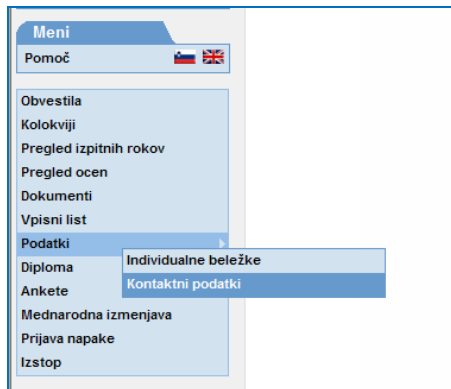 Meni
Pomoč
Obvestila
Kolokviji
Pregled izpitnih rokov
Pregled ocen
Dokumenti
Vpisni list
Podatki
Individualne beležke
Kontaktni podatki
Diploma
Ankete
Mednarodna izmenjava
Prijava napake
Izstop